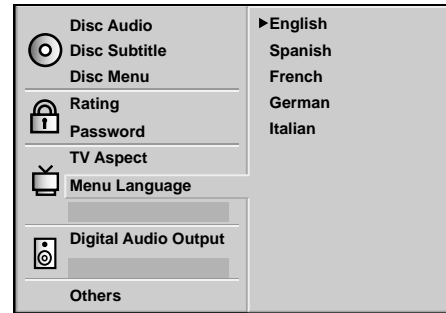 Disc Audio
Disc Subtitle
Disc Menu
Rating
Password
TV Aspect
Menu Language
Digital Audio Output
Others
English
Spanish
French
German
Italian